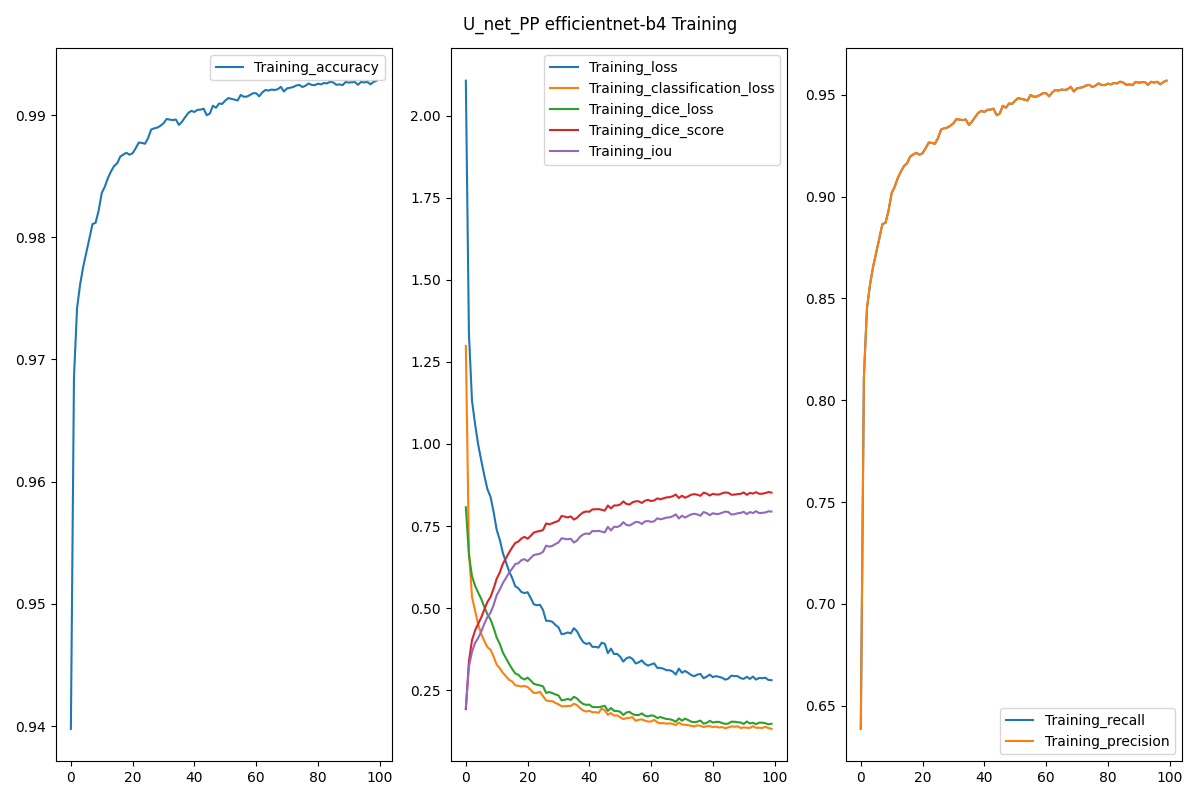 U_net_PP efficientnet-b4 Training
Training_accuracy
0.99
0.98
0.97
0.96
0.95
0.94
0 20 40 60 80 100
Training_loss
Training_classification_loss
Training_dice_loss
Training_dice_score
Training_iou
2.00
1.75
1.50
1.25
1.00
0.75
0.50
0.25
0 20 40 60 80 100
0.95
0.90
0.85
0.80
0.75
0.70
0.65
Training_recall
Training_precision
0 20 40 60 80 100